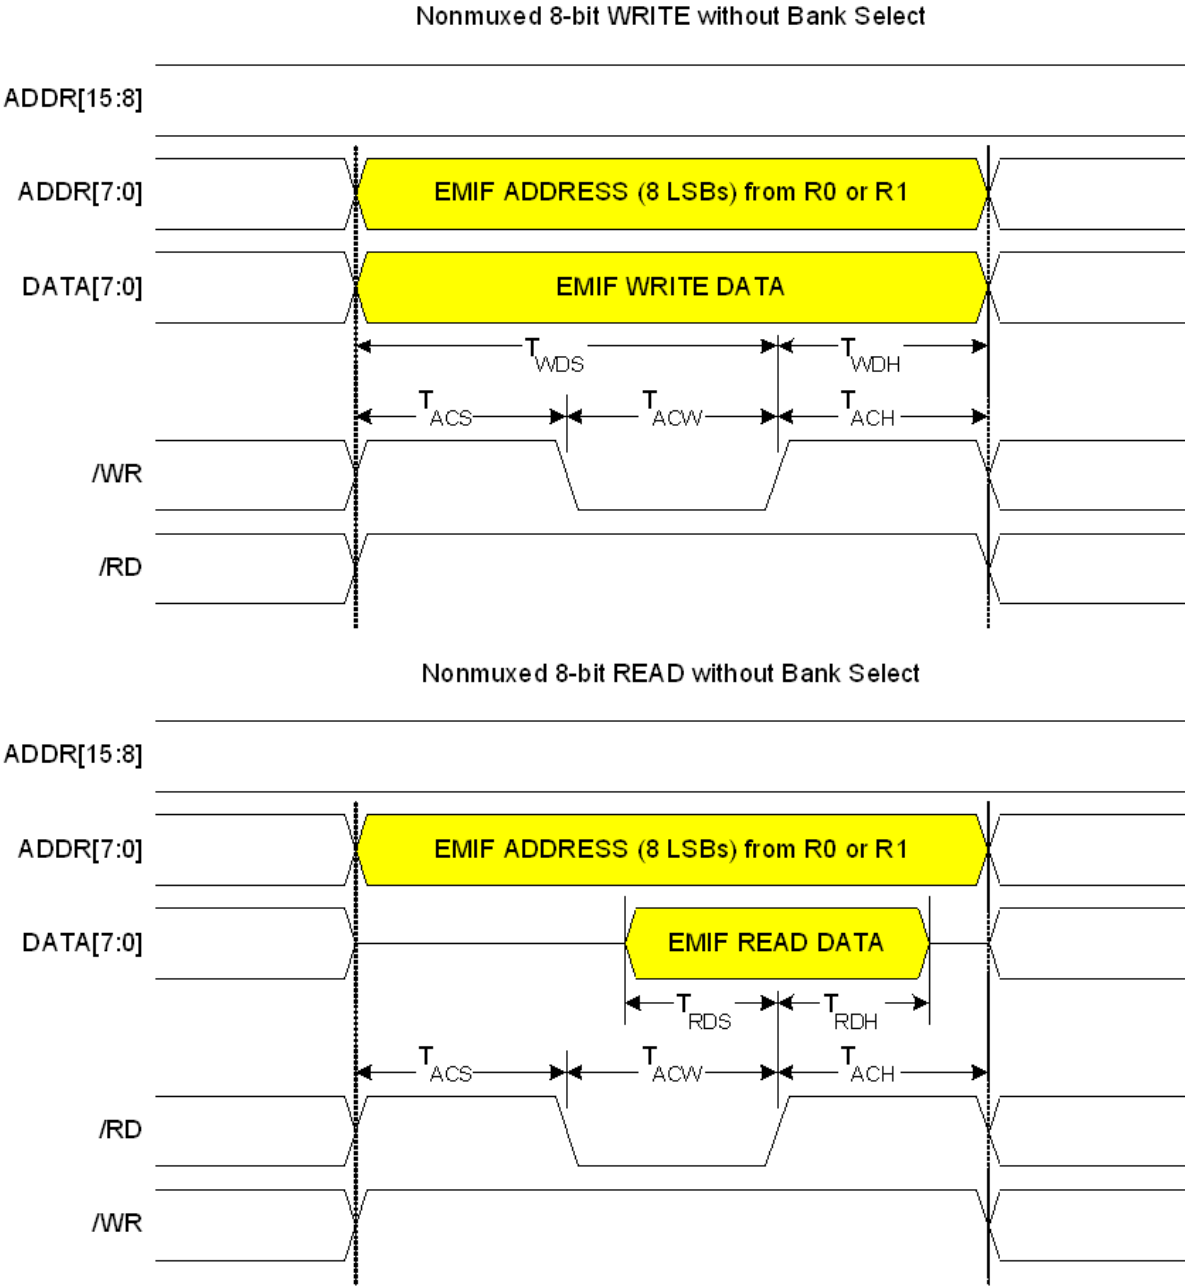 Nonmuxed 8-bit WRITE without Bank Select
ADDR[15:8]
ADDR[7:0]
EMIF ADDRESS (8 LSBs) from R0 or R1
DATA[7:0]
EMIF WRITE DATA
TWDS
TWDH
TACS
TACW
TACH
/WR
/RD
Nonmuxed 8-bit READ without Bank Select
ADDR[15:8]
ADDR[7:0]
EMIF ADDRESS (8 LSBs) from R0 or R1
DATA[7:0]
EMIF READ DATA
TRDS
TRDH
TACS
TACW
TACH
/RD
/WR